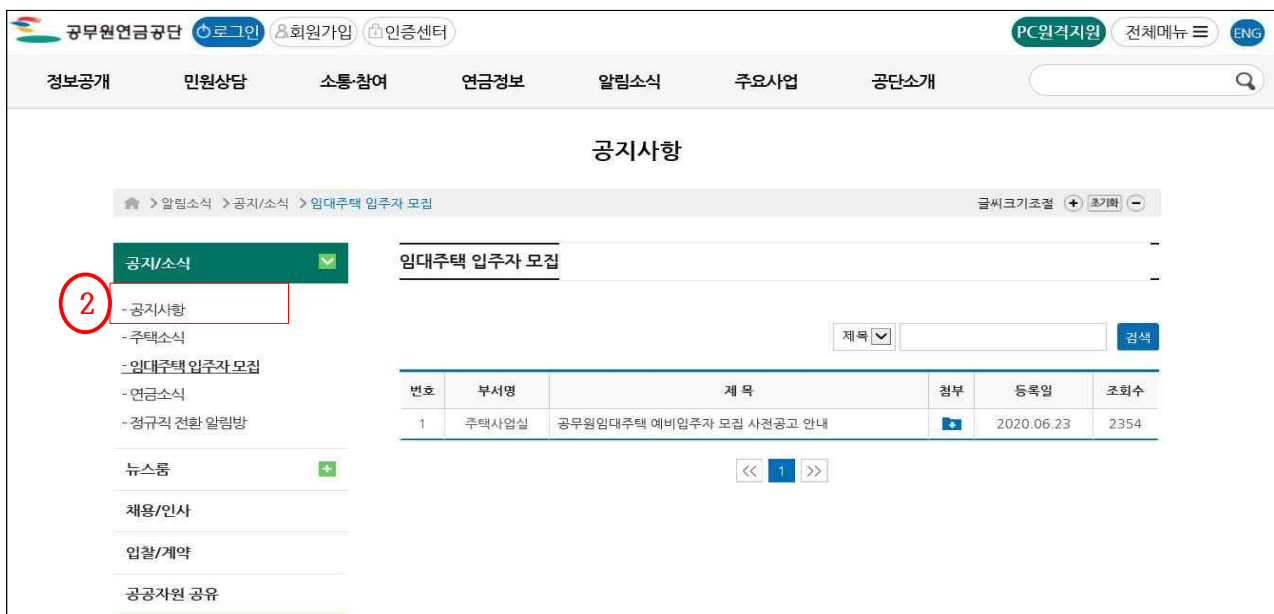 공무원연금공단 로그인 회원가입 인증센터 PC원격지원 전체메뉴 ENG
정보공개 민원상담 소통·참여 연금정보 알림소식 주요사업 공단소개
공지사항
>알림소식 >공지/소식 >임대주택 입주자 모집 글씨크기조절 + 초기화 -
공지/소식
임대주택 입주자 모집
2
- 공지사항
- 주택소식
- 임대주택 입주자 모집
- 연금소식
- 정규직 전환 알림방
제목 검색
번호 부서명 제 목 첨부 등록일 조회수
1 주택사업실 공무원임대주택 예비입주자 모집 사전공고 안내 2020.06.23 2354
<< 1 >>
뉴스룸
채용/인사
입찰/계약
공공자원 공유